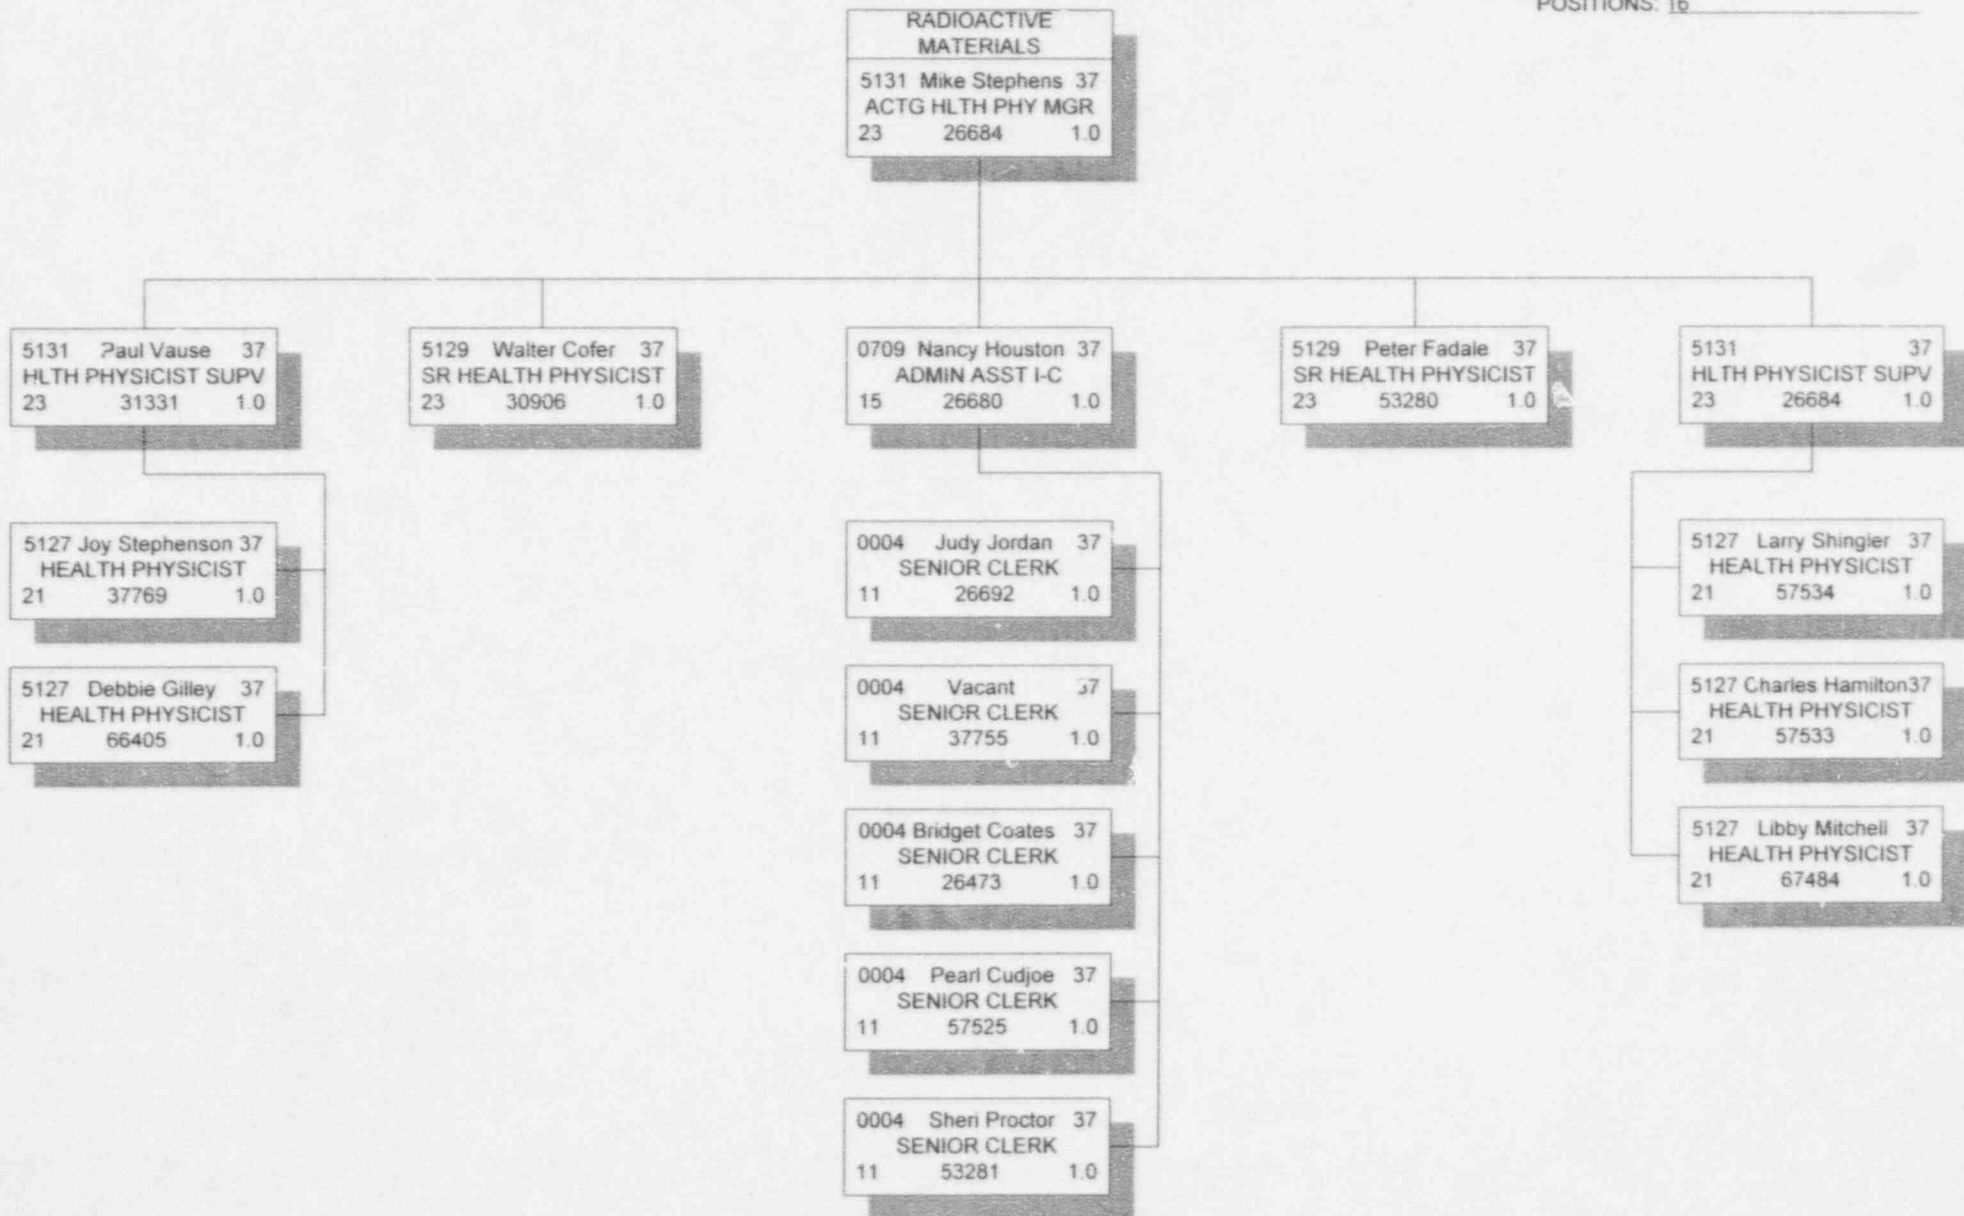 POSITIONS: 16
RADIOACTIVE
MATERIALS
5131 Mike Stephens 37
ACTG HLTH PHY MGR
23 26684 1.0
5131 Paul Vause 37
HLTH PHYSICIST SUPV
23 31331 1.0
5129 Walter Cofer 37
SR HEALTH PHYSICIST
23 30906 1.0
0709 Nancy Houston 37
ADMIN ASST I-C
15 26680 1.0
5129 Peter Fadale 37
SR HEALTH PHYSICIST
23 53280 1.0
5131 37
HLTH PHYSICIST SUPV
23 26684 1.0
5127 Joy Stephenson 37
HEALTH PHYSICIST
21 37769 1.0
5127 Debbie Gilley 37
HEALTH PHYSICIST
21 66405 1.0
0004 Judy Jordan 37
SENIOR CLERK
11 26692 1.0
0004 Vacant 37
SENIOR CLERK
11 37755 1.0
0004 Bridget Coates 37
SENIOR CLERK
11 26473 1.0
0004 Pearl Cudjoe 37
SENIOR CLERK
11 57525 1.0
0004 Sheri Proctor 37
SENIOR CLERK
11 53281 1.0
5127 Larry Shingler 37
HEALTH PHYSICIST
21 57534 1.0
5127 Charles Hamilton37
HEALTH PHYSICIST
21 57533 1.0
5127 Libby Mitchell 37
HEALTH PHYSICIST
21 67484 1.0